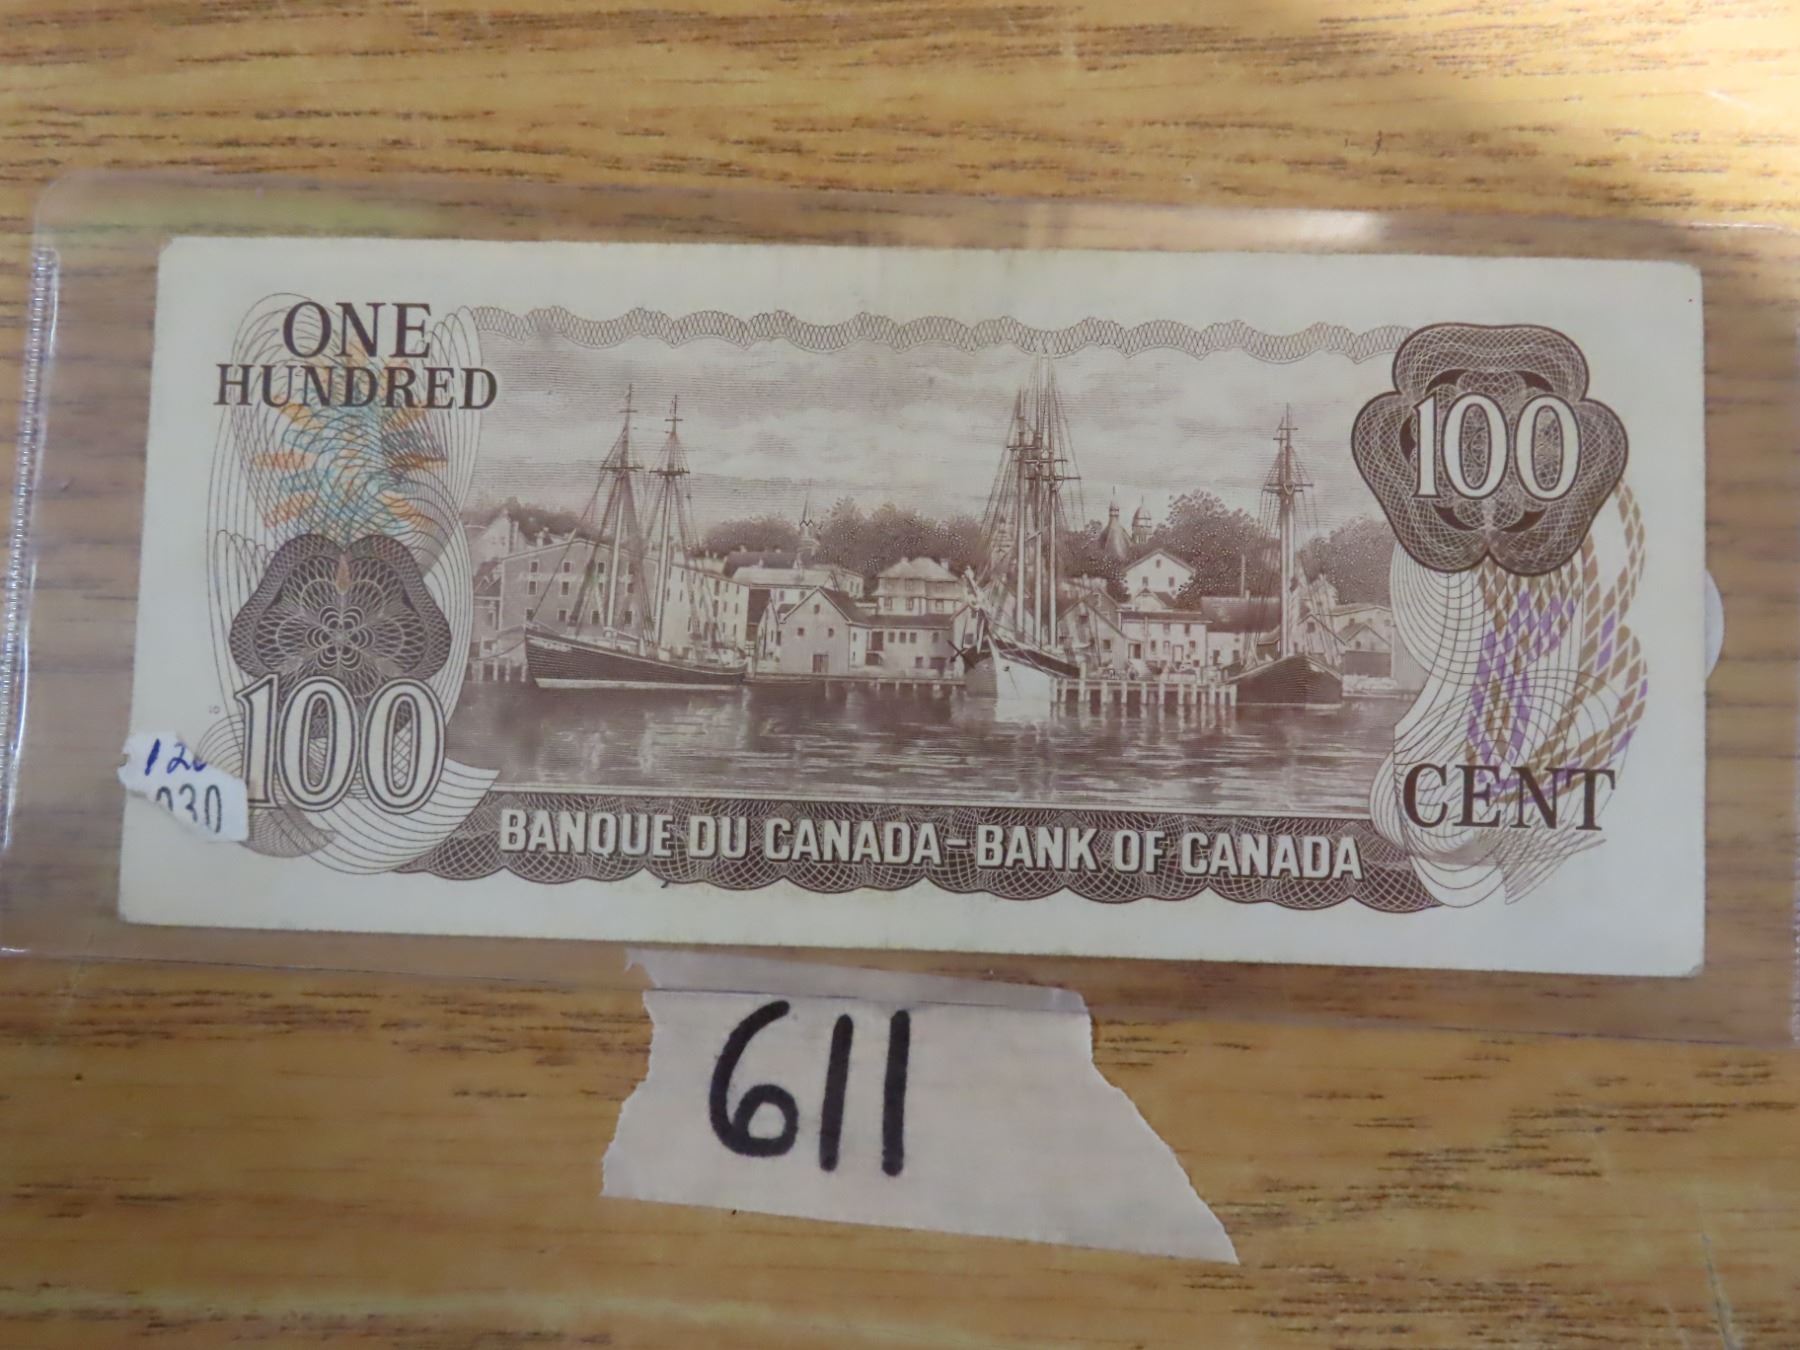 ONE
HUNDRED
100
100
CENT
BANQUE DU CANADA-BANK OF CANADA
611